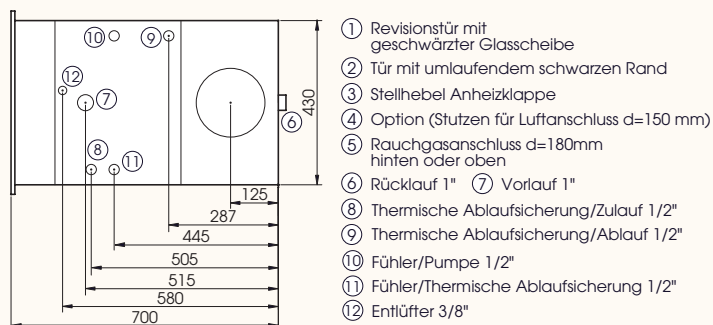 10
9
12
7
6
8
11
430
125
287
445
505
515
580
700
1 Revisionstür mit
geschwärzter Glasscheibe
2 Tür mit umlaufendem schwarzen Rand
3 Stellhebel Anheizklappe
4 Option (Stutzen für Luftanschluss d=150 mm)
5 Rauchgasanschluss d=180mm
hinten oder oben
6 Rücklauf 1" 7 Vorlauf 1"
8 Thermische Ablaufsicherung/Zulauf 1/2"
9 Thermische Ablaufsicherung/Ablauf 1/2"
10 Fühler/Pumpe 1/2"
11 Fühler/Thermische Ablaufsicherung 1/2"
12 Entlüfter 3/8"